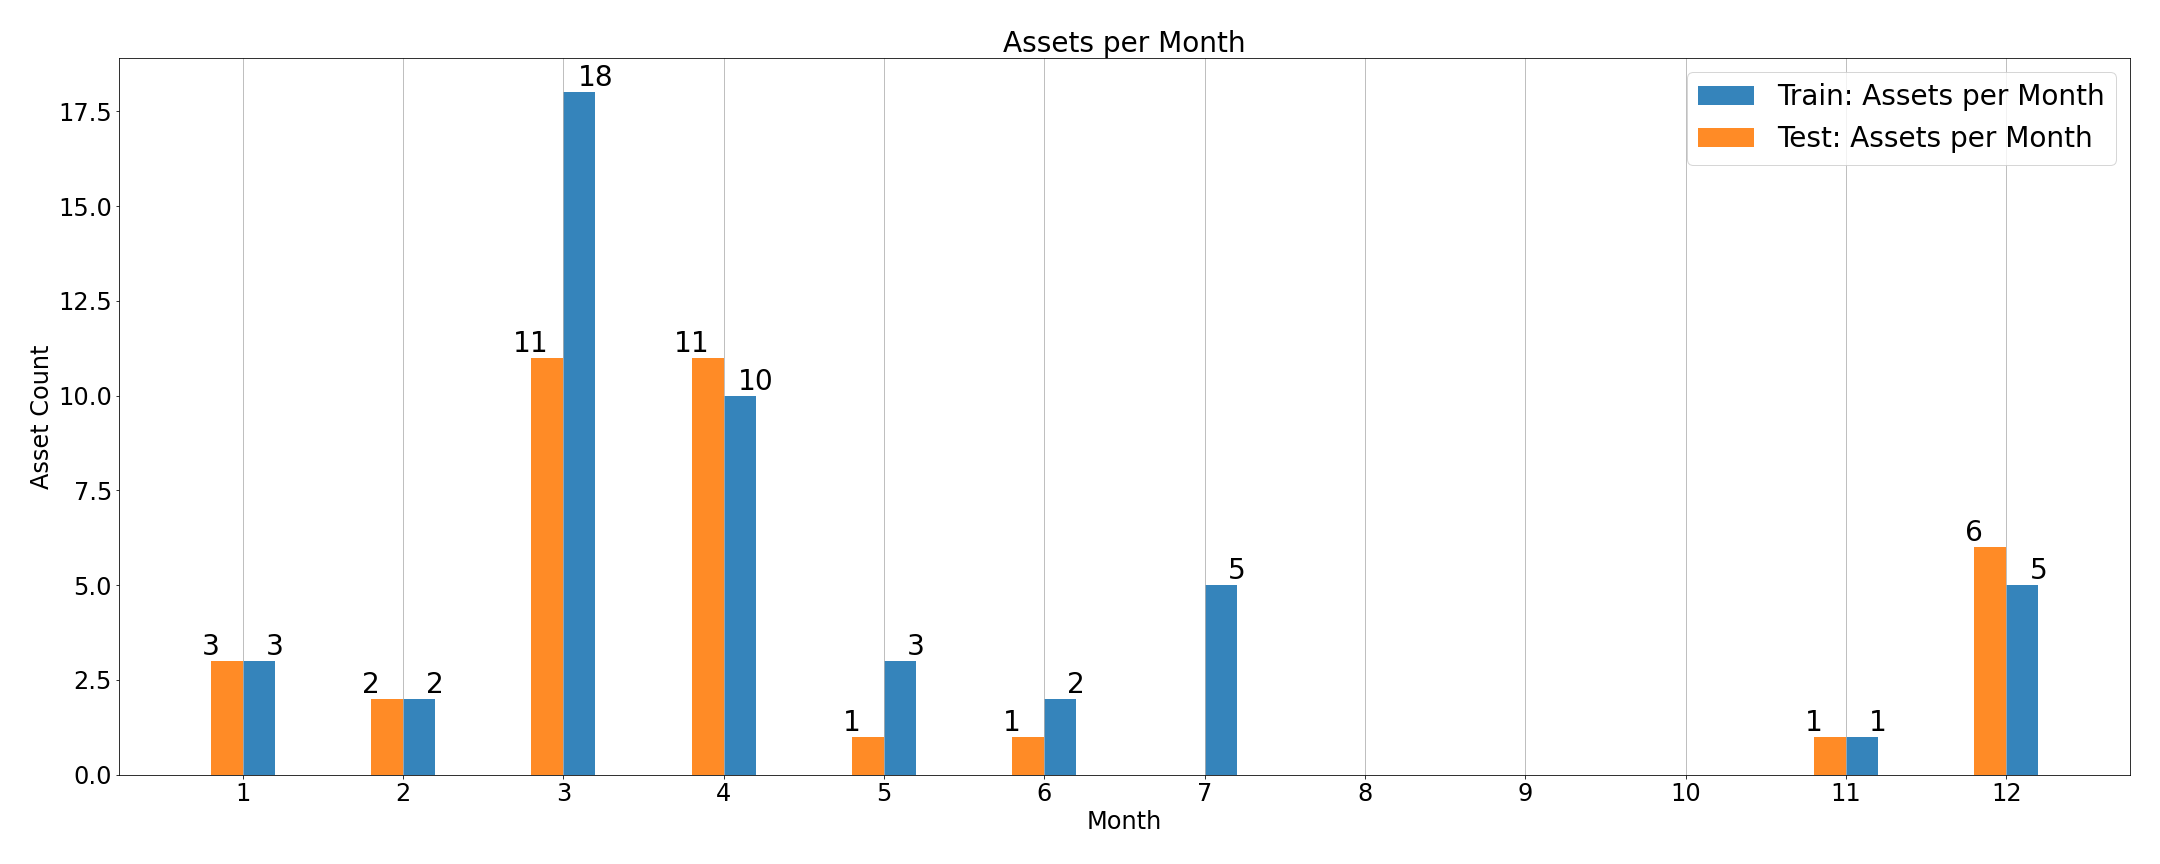 Assets per Month
Train: Assets per Month
Test: Assets per Month
Asset Count
17.5
15.0
12.5
10.0
7.5
5.0
2.5
0.0
3 3 2 2 11 18 11 10 1 3 1 2 5 1 1 6 5
1 2 3 4 5 6 7 8 9 10 11 12
Month